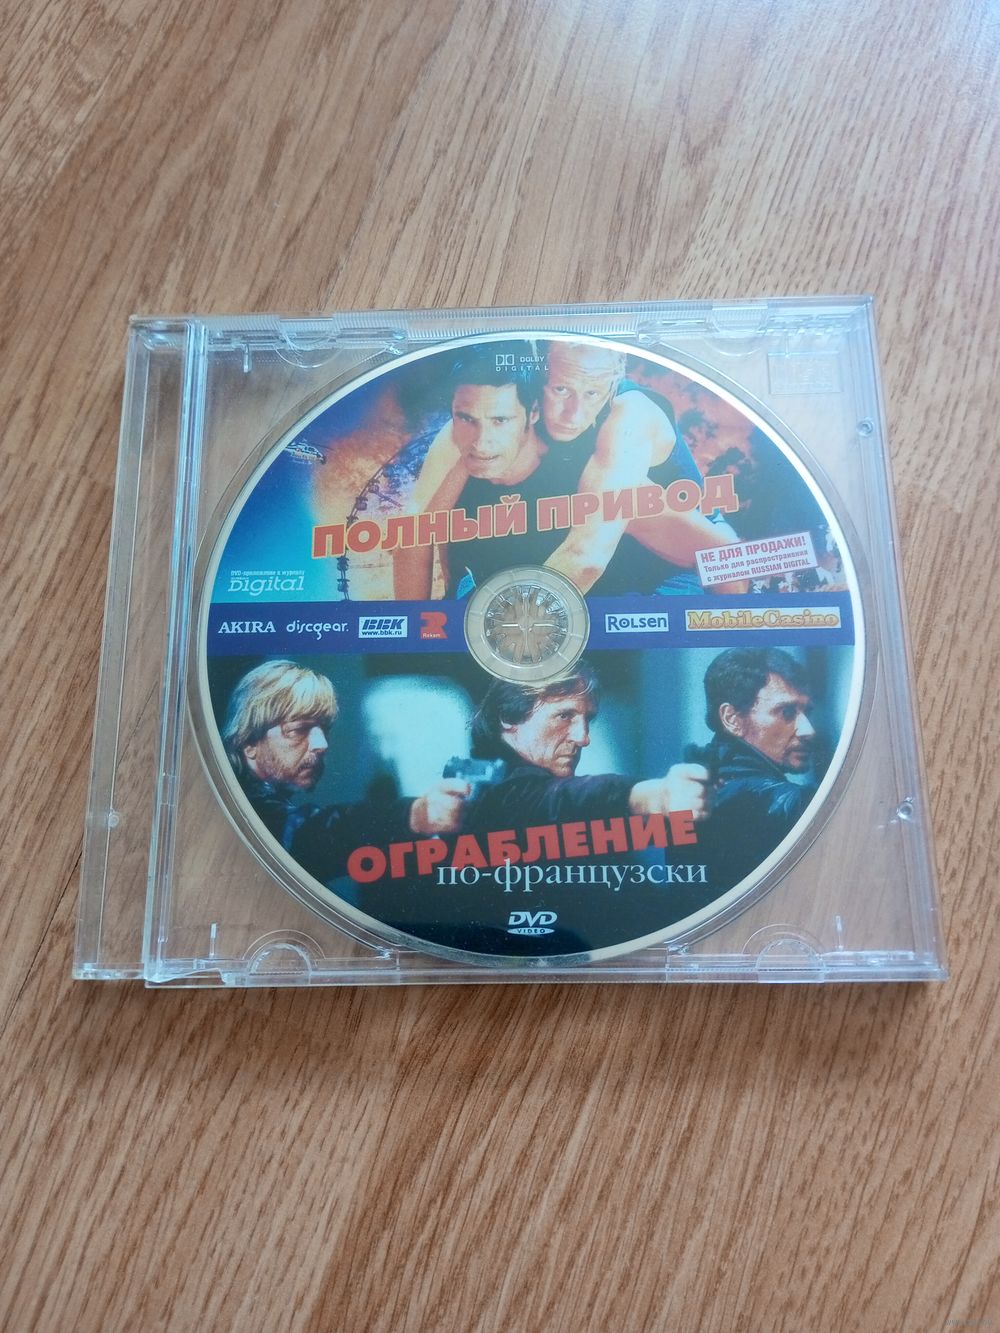 DOLBY
DIGITAL
ПОЛНЫЙ ПРИВОД
НЕ ДЛЯ ПРОДАЖИ!
Только для распространения
с журналом RUSSIAN DIGITAL
DVD-приложение к журналу
Digital
AKIRA discgear. BBK Rolsen MobileCasino
www.bbk.ru Rekam
ОГРАБЛЕНИЕ
по-французски
DVD
VIDEO